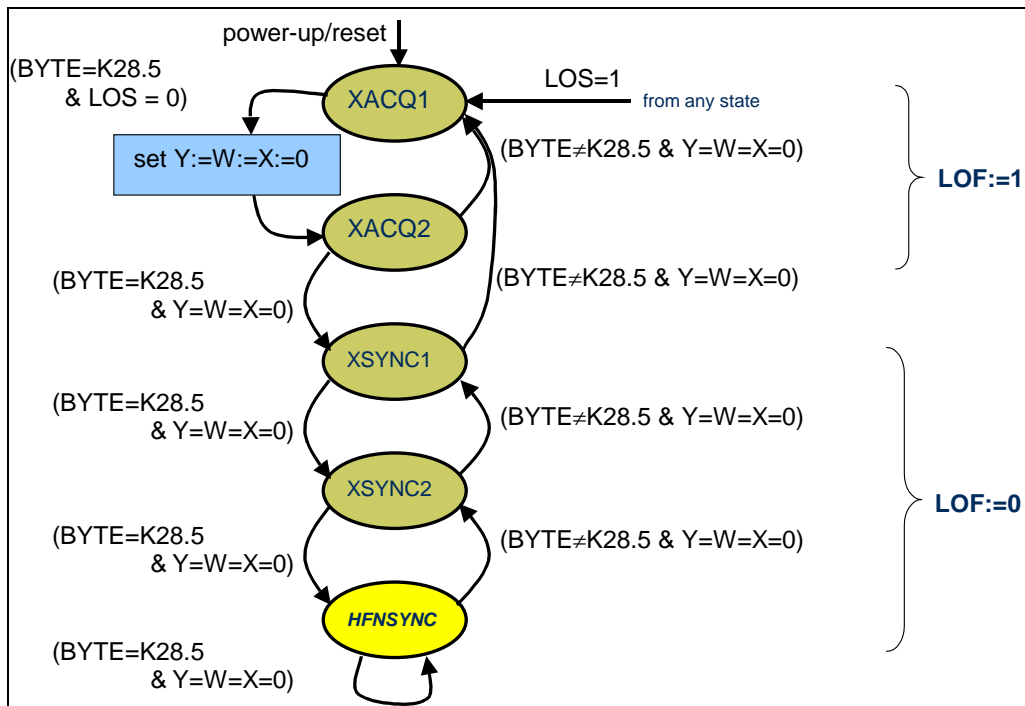 power-up/reset
(BYTE=K28.5
& LOS = 0)
XACQ1
LOS=1
from any state
set Y:=W:=X:=0
(BYTE≠K28.5 & Y=W=X=0)
LOF:=1
XACQ2
(BYTE=K28.5
& Y=W=X=0)
(BYTE≠K28.5 & Y=W=X=0)
XSYNC1
(BYTE=K28.5
& Y=W=X=0)
(BYTE≠K28.5 & Y=W=X=0)
XSYNC2
LOF:=0
(BYTE=K28.5
& Y=W=X=0)
(BYTE≠K28.5 & Y=W=X=0)
HFNSYNC
(BYTE=K28.5
& Y=W=X=0)